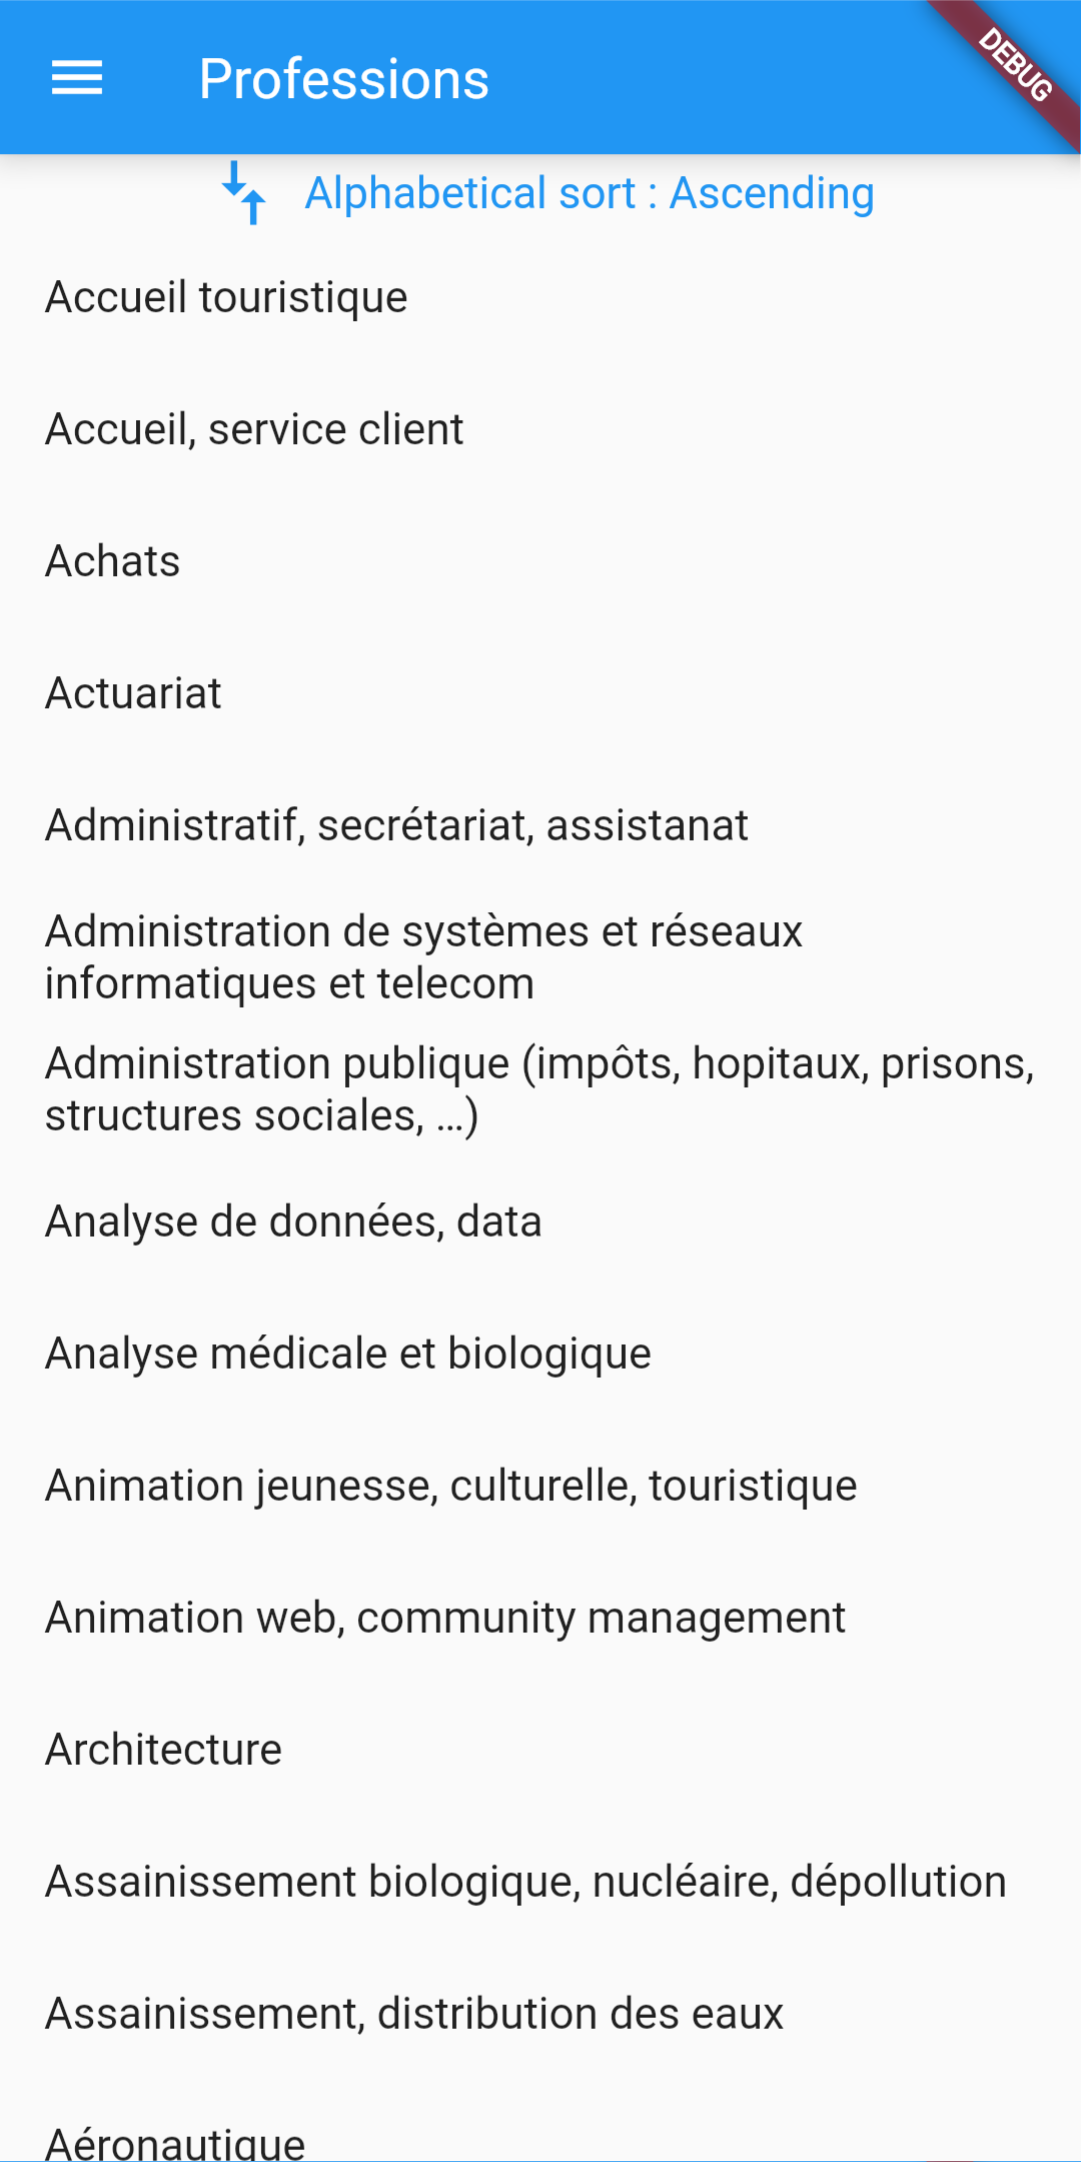 Professions
DEBUG
Alphabetical sort : Ascending
Accueil touristique
Accueil, service client
Achats
Actuariat
Administratif, secrétariat, assistanat
Administration de systèmes et réseaux
informatiques et telecom
Administration publique (impôts, hopitaux, prisons,
structures sociales, ...)
Analyse de données, data
Analyse médicale et biologique
Animation jeunesse, culturelle, touristique
Animation web, community management
Architecture
Assainissement biologique, nucléaire, dépollution
Assainissement, distribution des eaux
Aéronautique